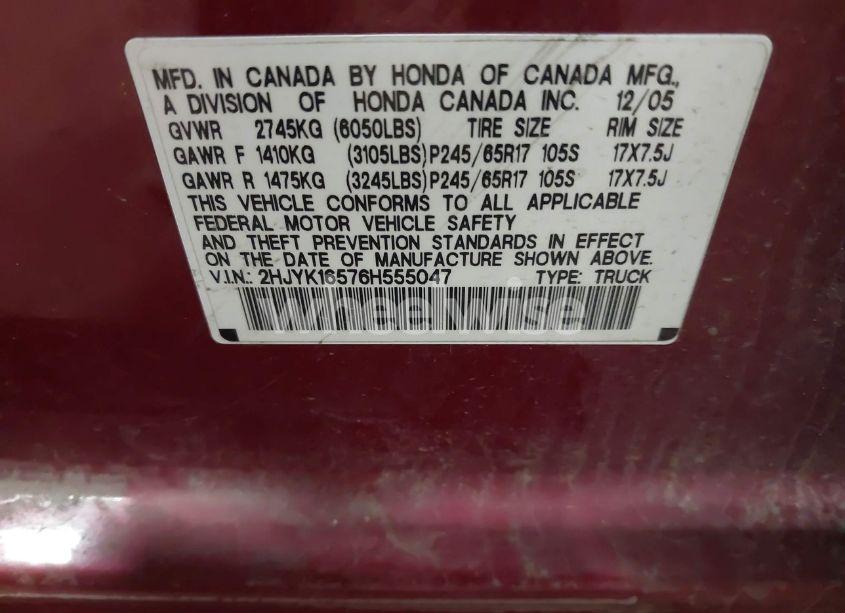 MFD. IN CANADA BY HONDA OF CANADA MFG.,
A DIVISION OF HONDA CANADA INC. 12/05
GVWR 2745KG (6050LBS) TIRE SIZE RIM SIZE
GAWR F 1410KG (3105LBS) P245/65R17 105S 17X7.5J
GAWR R 1475KG (3245LBS) P245/65R17 105S 17X7.5J
THIS VEHICLE CONFORMS TO ALL APPLICABLE
FEDERAL MOTOR VEHICLE SAFETY
AND THEFT PREVENTION STANDARDS IN EFFECT
ON THE DATE OF MANUFACTURE SHOWN ABOVE.
V.I.N.: 2HJYK16576H555047 TYPE: TRUCK
WheelWise